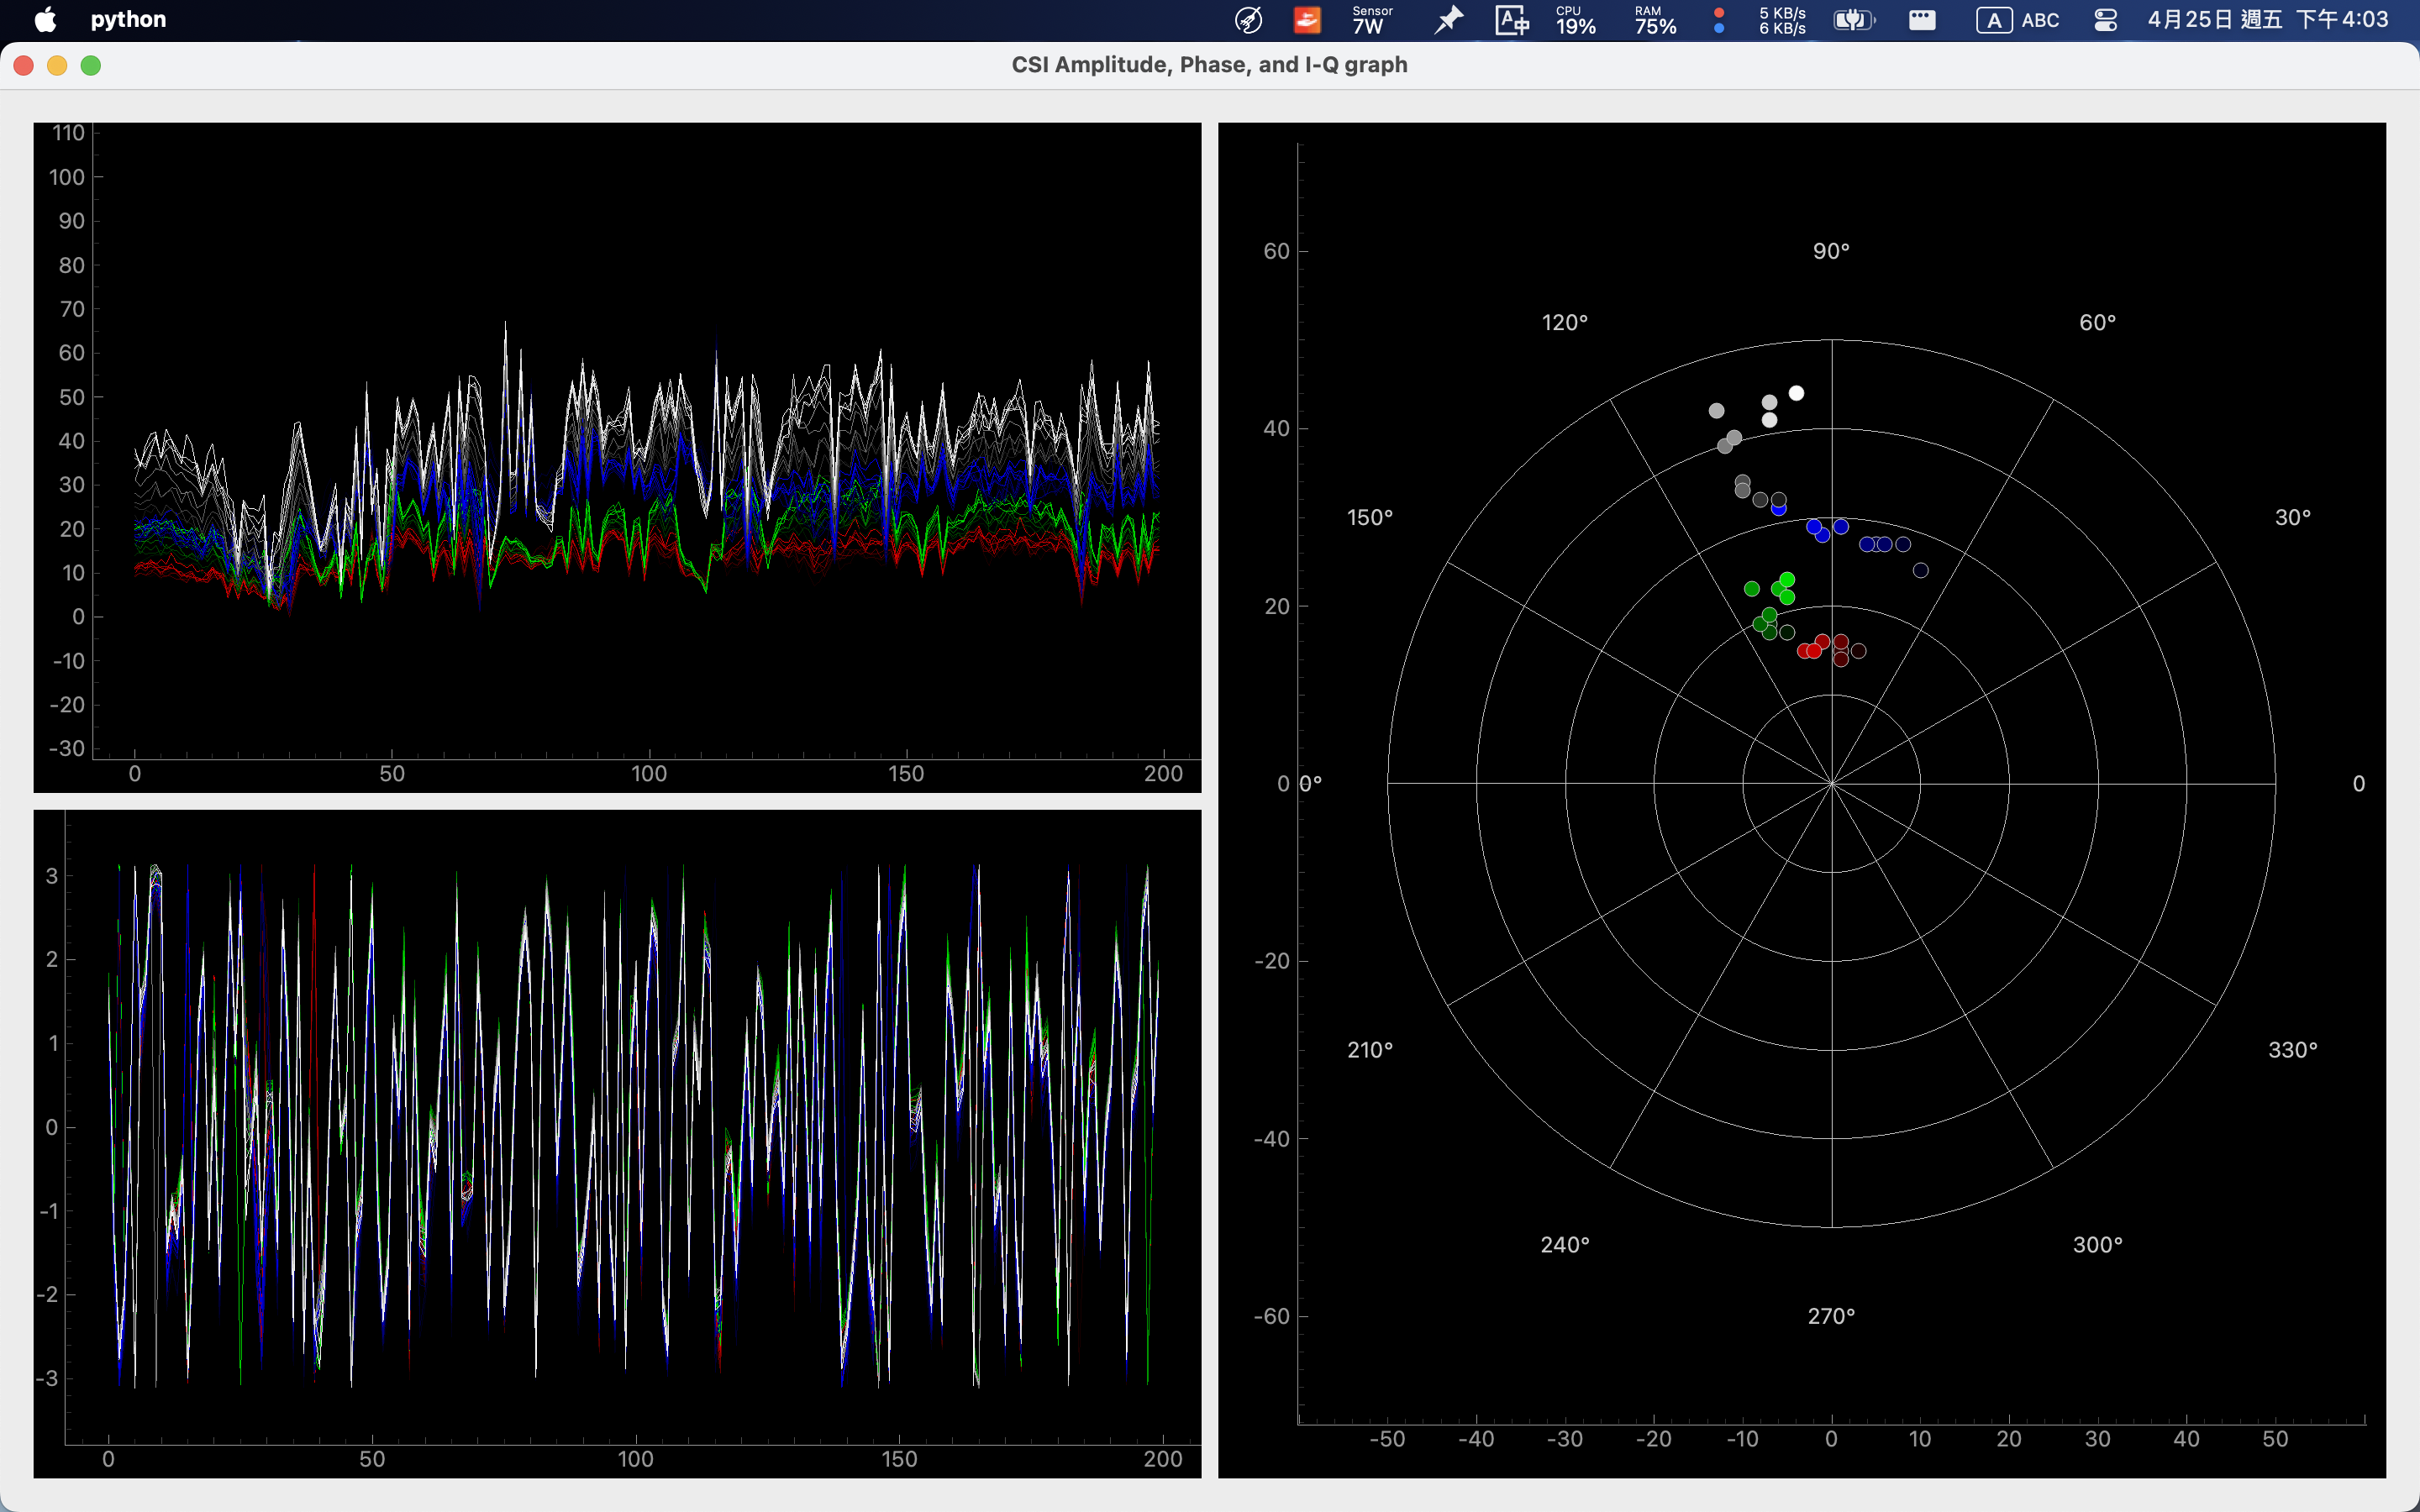 python
Sensor
7W
A中
CPU
19%
RAM
75%
5 KB/s
6 KB/s
A
ABC
4月25日 週五 下午4:03
CSI Amplitude, Phase, and I-Q graph
110
100
90
80
70
60
50
40
30
20
10
0
-10
-20
-30
0 50 100 150 200
3
2
1
0
-1
-2
-3
0 50 100 150 200
60
90°
120° 60°
40
150° 30°
20
0 0° 0
-20
210° 330°
-40
240° 300°
-60
270°
-50 -40 -30 -20 -10 0 10 20 30 40 50